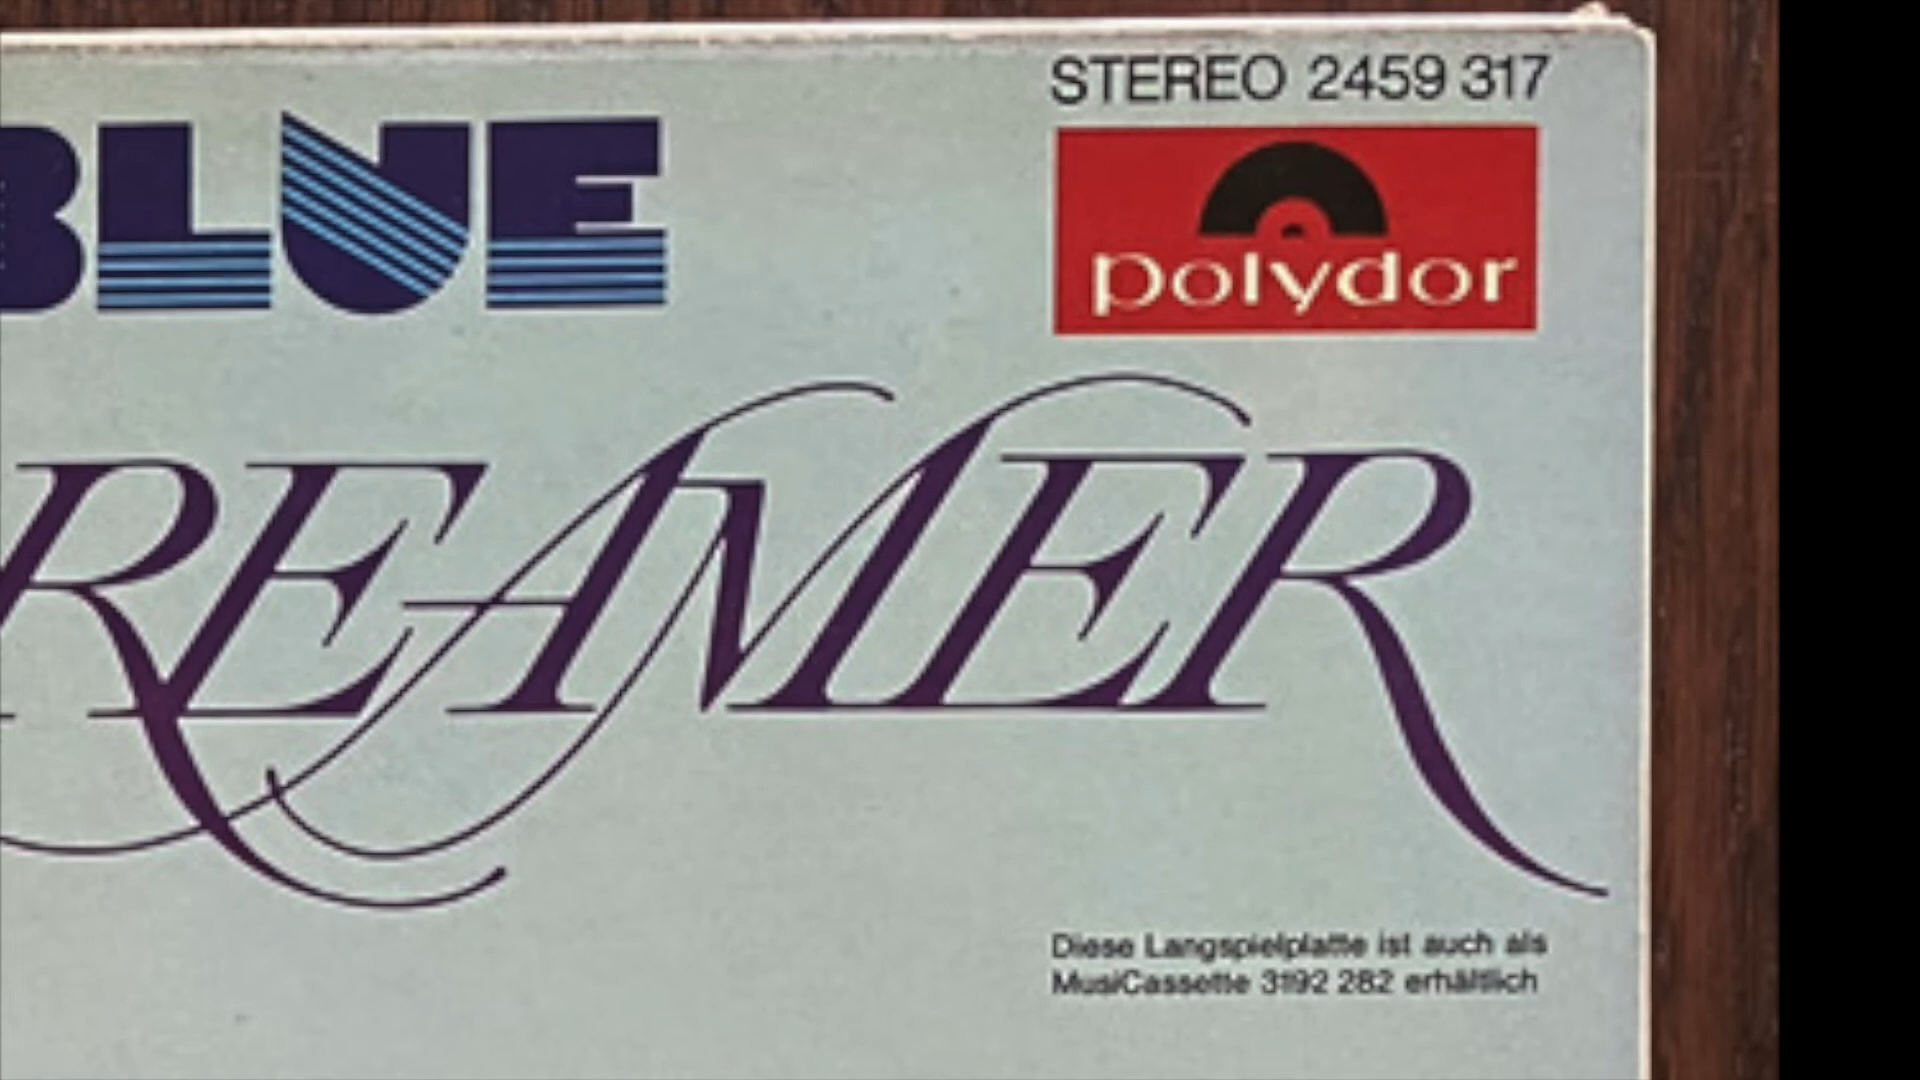 STEREO 2459 317
BLUE
polydor
REAMER
Diese Langspielplatte ist auch als
MusiCassette 3192 282 erhältlich